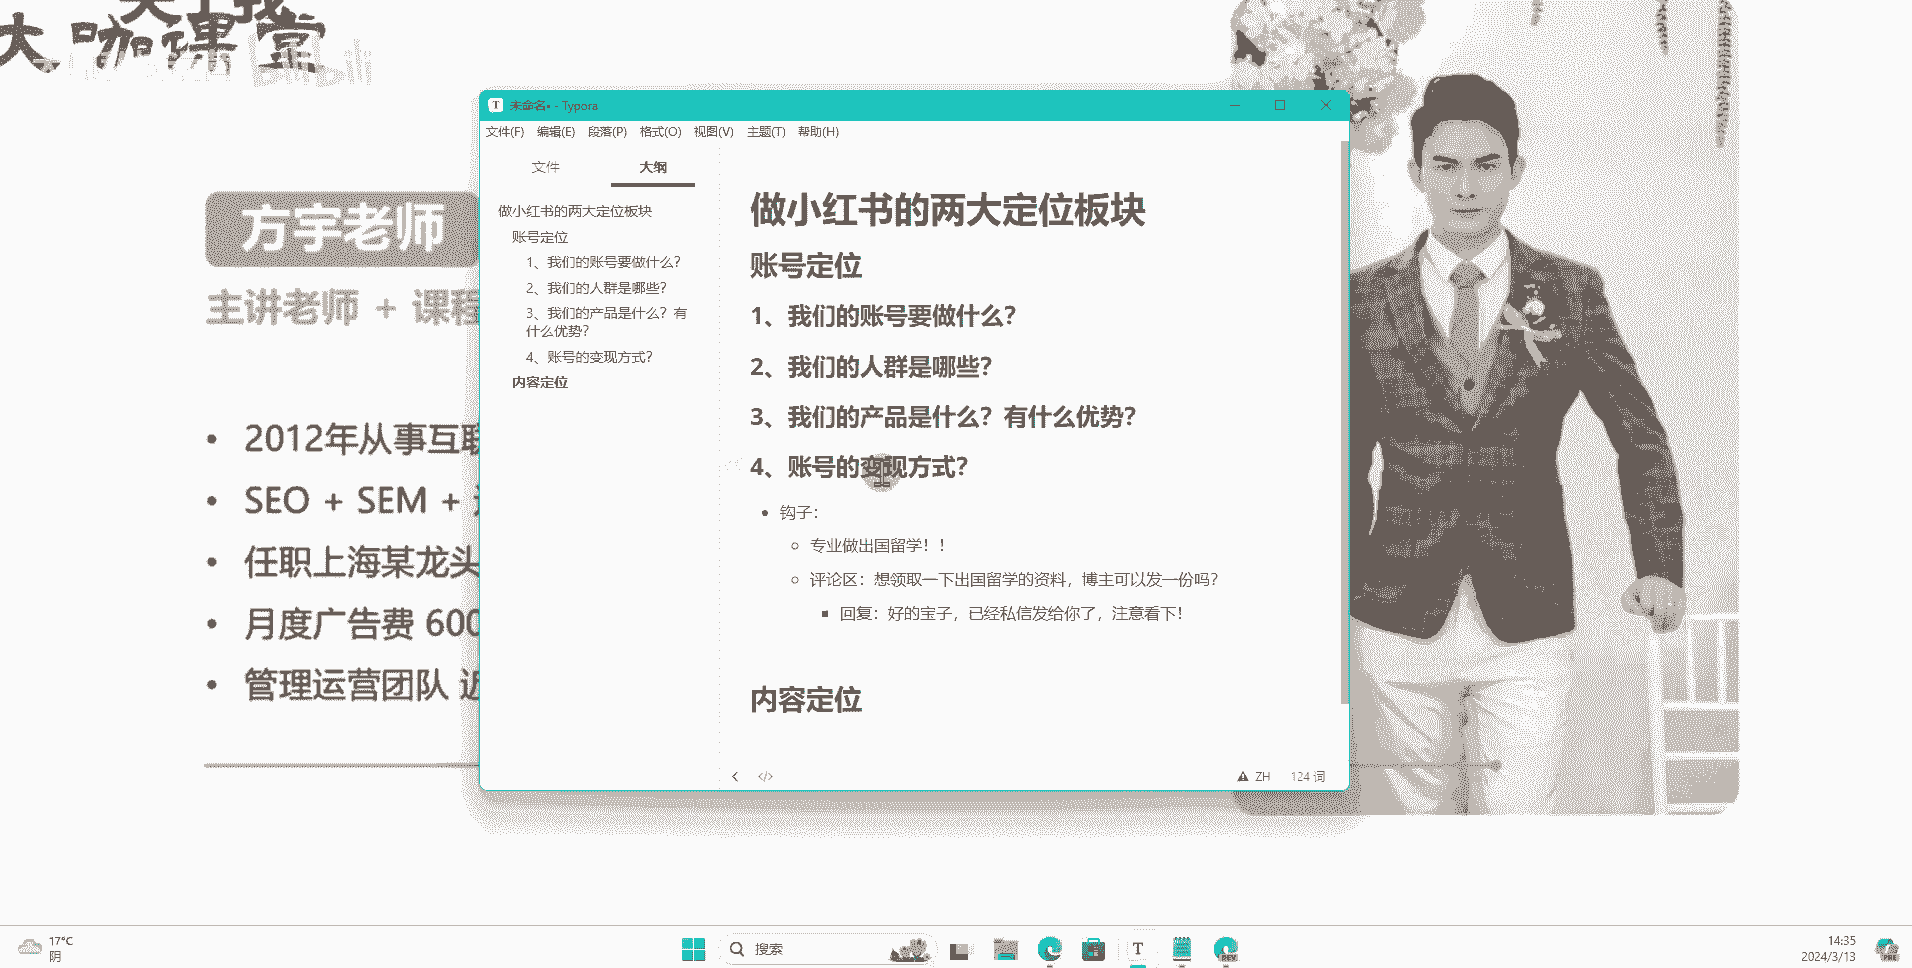 大咖课堂
bilibili
方宇老师
主讲老师 + 课程
2012年从事互联
SEO + SEM +
任职上海某龙头
月度广告费 600
管理运营团队 近
未命名• - Typora
文件(F) 编辑(E) 段落(P) 格式(O) 视图(V) 主题(T) 帮助(H)
文件 大纲
做小红书的两大定位板块
账号定位
1、我们的账号要做什么？
2、我们的人群是哪些？
3、我们的产品是什么？有
什么优势？
4、账号的变现方式？
内容定位
做小红书的两大定位板块
账号定位
1、我们的账号要做什么？
2、我们的人群是哪些？
3、我们的产品是什么？有什么优势？
4、账号的变现方式？
钩子：
专业做出国留学！！
评论区：想领取一下出国留学的资料，博主可以发一份吗？
回复：好的宝子，已经私信发给你了，注意看下！
内容定位
ZH 124 词
17°C
阴
搜索
T
DEV
14:35
2024/3/13
PRE